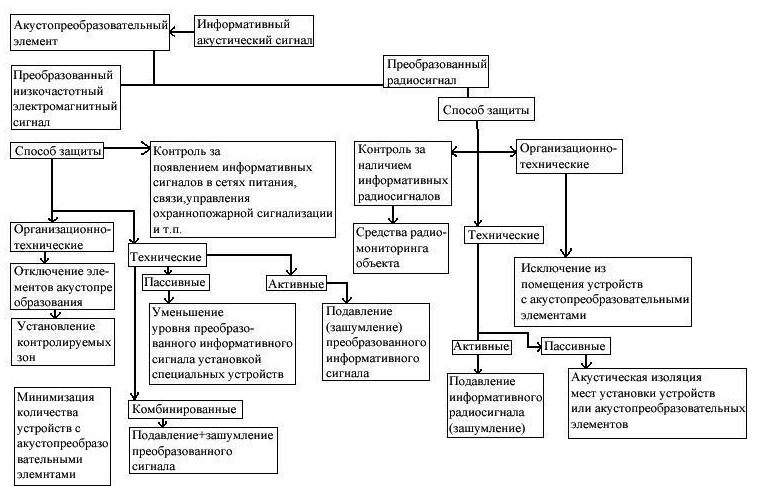 Акустопреобразовательный
элемент
Информативный
акустический сигнал
Преобразованный
низкочастотный
электромагнитный
сигнал
Преобразованный
радиосигнал
Способ защиты
Способ защиты
Контроль за
появлением информативных
сигналов в сетях питания,
связи,управления
охраннопожарной сигнализации
и т.п.
Контроль за
наличием
информативных
радиосигналов
Организационно-
технические
Организационно-
технические
Технические
Средства радио-
мониторинга
объекта
Технические
Отключение эле-
ментов акустопре
образования
Пассивные
Активные
Исключение из
помещения устройств
с акустопреобразовательными
элементами
Установление
контролируемых
зон
Уменьшение
уровня преобразо-
ванного информативного
сигнала установкой
специальных устройств
Подавление
(зашумление)
преобразованного
информативного
сигнала
Активные
Пассивные
Минимизация
количества
устройств с
акустопреобразо
вательными
элемнтами
Комбинированные
Подавление+зашумление
преобразованного
сигнала
Подавление
информативного
радиосигнала
(зашумление)
Акустическая изоляция
мест установки устройств
или акустопреобразовательных
элементов